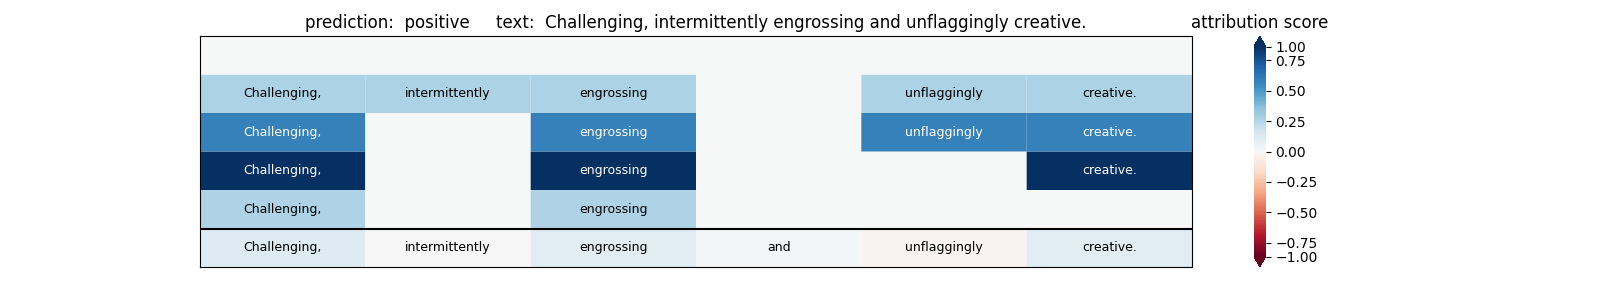 prediction: positive text: Challenging, intermittently engrossing and unflaggingly creative. attribution score
Challenging, intermittently engrossing unflaggingly creative.
Challenging, engrossing unflaggingly creative.
Challenging, engrossing creative.
Challenging, engrossing
Challenging, intermittently engrossing and unflaggingly creative.
1.00
0.75
0.50
0.25
0.00
−0.25
−0.50
−0.75
−1.00